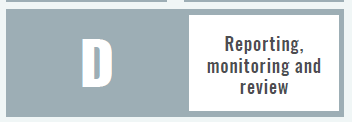 D
Reporting,
monitoring and
review